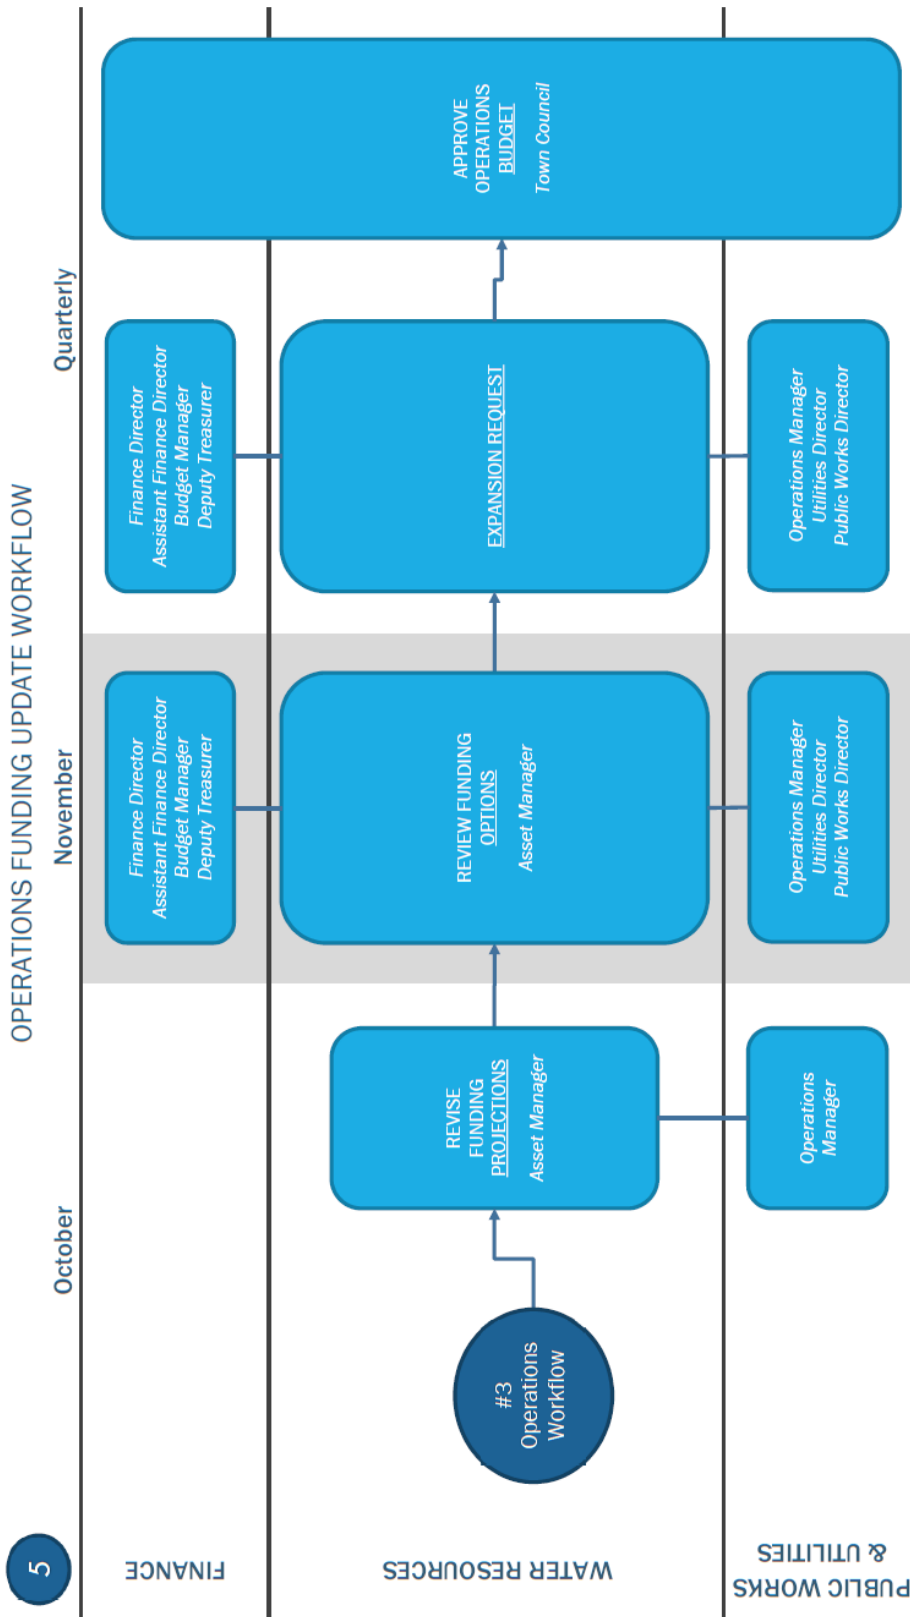 5
OPERATIONS FUNDING UPDATE WORKFLOW
October
November
Quarterly
FINANCE
Finance Director
Assistant Finance Director
Budget Manager
Deputy Treasurer
Finance Director
Assistant Finance Director
Budget Manager
Deputy Treasurer
WATER RESOURCES
#3
Operations
Workflow
REVISE
FUNDING
PROJECTIONS
Asset Manager
REVIEW FUNDING
OPTIONS
Asset Manager
EXPANSION REQUEST
APPROVE
OPERATIONS
BUDGET
Town Council
PUBLIC WORKS
& UTILITIES
Operations
Manager
Operations Manager
Utilities Director
Public Works Director
Operations Manager
Utilities Director
Public Works Director